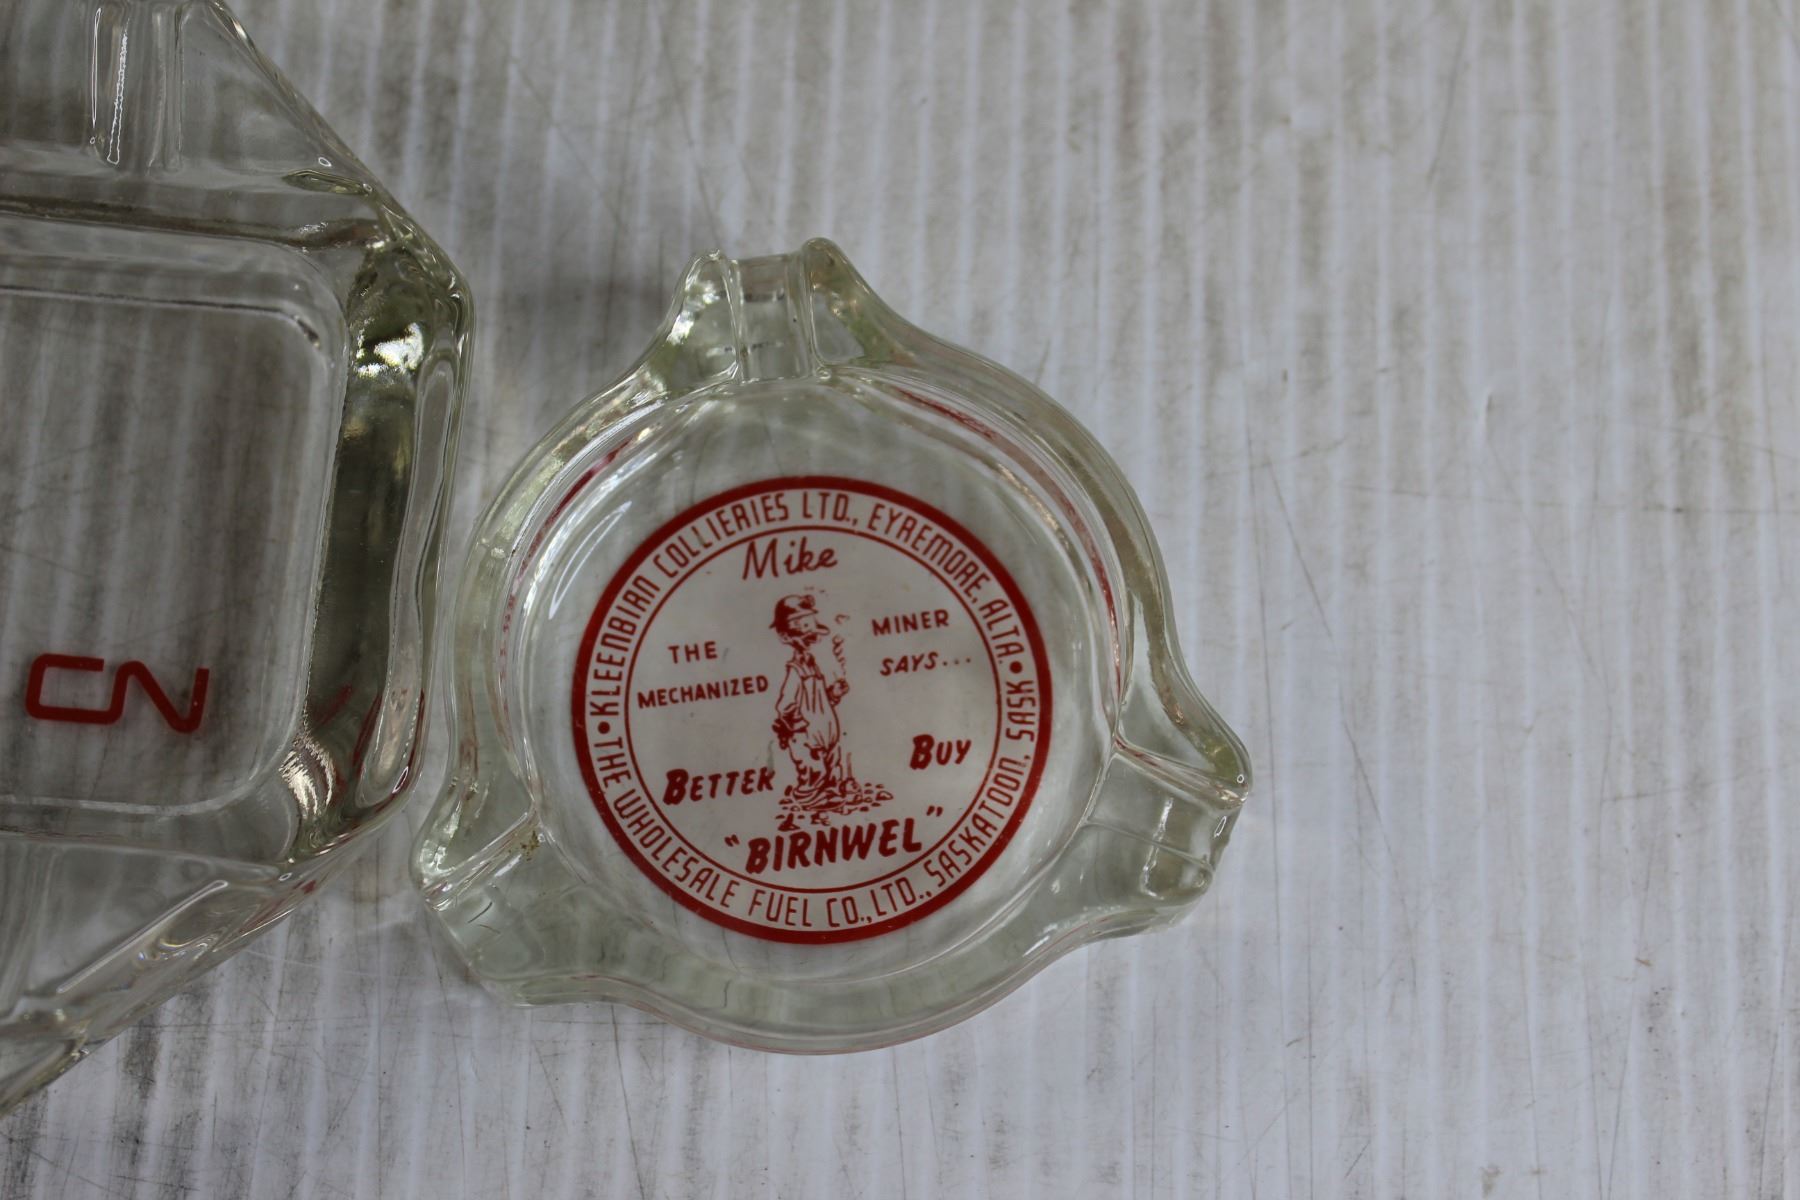 CN
• KLEENBIRN COLLIERIES LTD., EYREMORE, ALTA. •
Mike
THE MINER
MECHANIZED SAYS...
BETTER BUY
"BIRNWEL"
THE WHOLESALE FUEL CO., LTD., SASKATOON, SASK